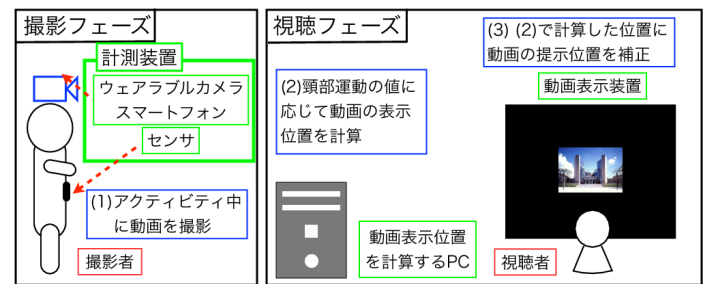 撮影フェーズ
計測装置
ウェアラブルカメラ
スマートフォン
センサ
(1)アクティビティ中
に動画を撮影
撮影者
視聴フェーズ
(2)頸部運動の値に
応じて動画の表示
位置を計算
動画表示位置
を計算するPC
(3) (2)で計算した位置に
動画の提示位置を補正
動画表示装置
視聴者